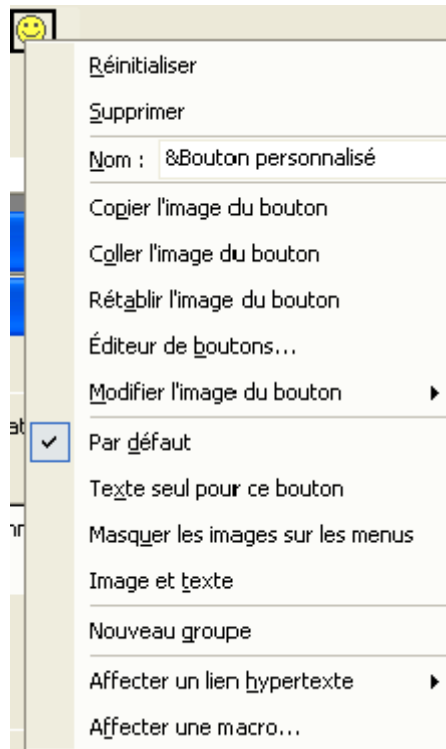 Réinitialiser
Supprimer
Nom : &Bouton personnalisé
Copier l'image du bouton
Coller l'image du bouton
Rétablir l'image du bouton
Éditeur de boutons...
Modifier l'image du bouton
at
Par défaut
Texte seul pour ce bouton
Masquer les images sur les menus
Image et texte
Nouveau groupe
Affecter un lien hypertexte
Affecter une macro...